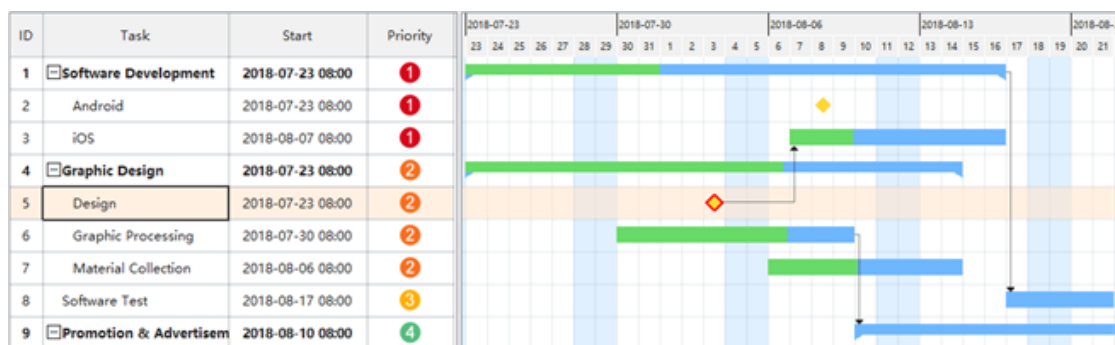 ID Task Start Priority 2018-07-23 2018-07-30 2018-08-06 2018-08-13 2018-08-
23 24 25 26 27 28 29 30 31 1 2 3 4 5 6 7 8 9 10 11 12 13 14 15 16 17 18 19 20 21
1 Software Development 2018-07-23 08:00 1
2 Android 2018-07-23 08:00 1
3 iOS 2018-08-07 08:00 1
4 Graphic Design 2018-07-23 08:00 2
5 Design 2018-07-23 08:00 2
6 Graphic Processing 2018-07-30 08:00 2
7 Material Collection 2018-08-06 08:00 2
8 Software Test 2018-08-17 08:00 3
9 Promotion & Advertisem 2018-08-10 08:00 4